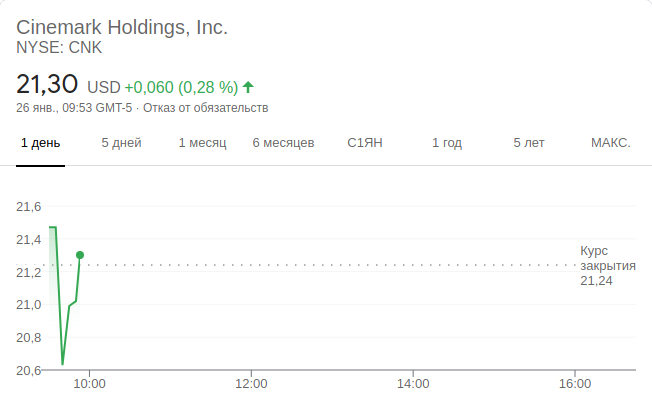 Cinemark Holdings, Inc.
NYSE: CNK
21,30 USD +0,060 (0,28 %)
26 янв., 09:53 GMT-5 · Отказ от обязательств
1 день 5 дней 1 месяц 6 месяцев С1ЯН 1 год 5 лет МАКС.
21,6
21,4
21,2
21,0
20,8
20,6
Курс
закрытия
21,24
10:00 12:00 14:00 16:00